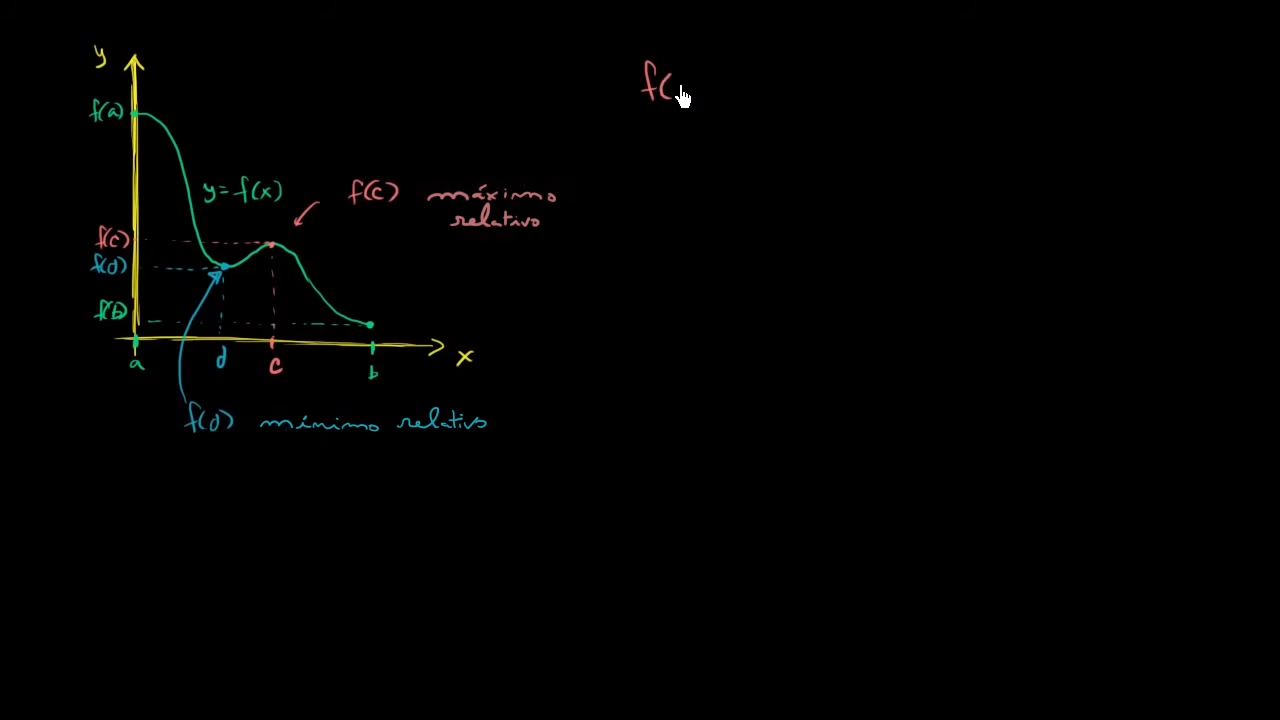 y
f(
f(a)
y=f(x)
f(c) máximo
relativo
f(c)
f(d)
f(b)
a
d
c
b
x
f(d) mínimo relativo